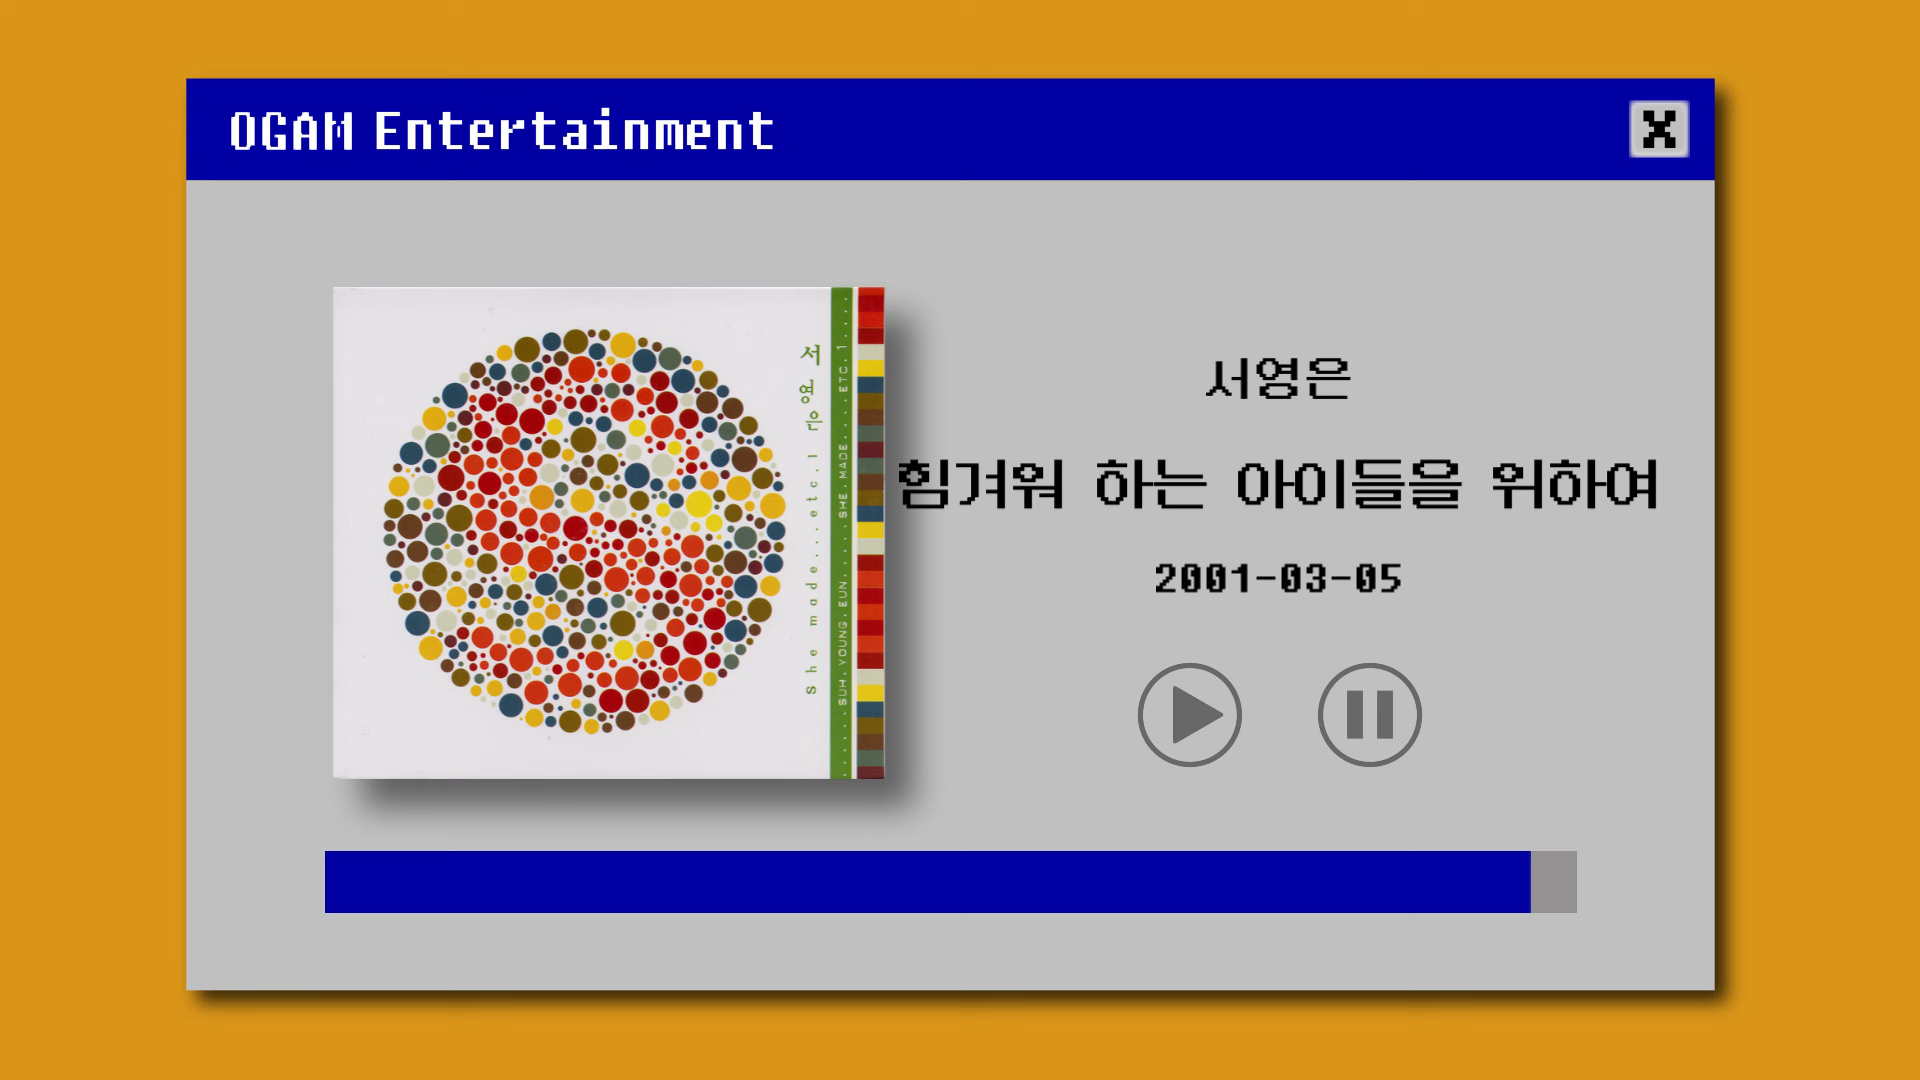 OGAM Entertainment
X
서영은
She made...etc.1
......SUH.YOUNG.EUN.....SHE.MADE.....ETC.1....
서영은
힘겨워 하는 아이들을 위하여
2001-03-05